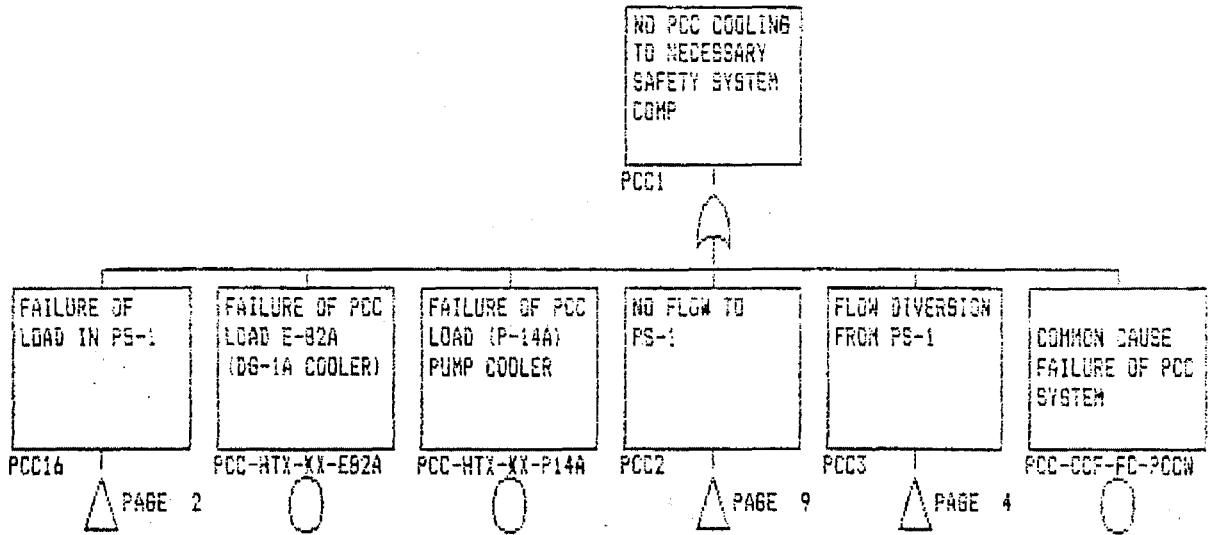 NO PCC COOLING
TO NECESSARY
SAFETY SYSTEM
COMP
PCC1
FAILURE OF
LOAD IN PS-1
PCC16
PAGE 2
FAILURE OF PCC
LOAD E-82A
(DG-1A COOLER)
PCC-HTX-XX-E82A
FAILURE OF PCC
LOAD (P-14A)
PUMP COOLER
PCC-HTX-XX-P14A
NO FLOW TO
PS-1
PCC2
PAGE 9
FLOW DIVERSION
FROM PS-1
PCC3
PAGE 4
COMMON CAUSE
FAILURE OF PCC
SYSTEM
PCC-CCF-FC-PCCW